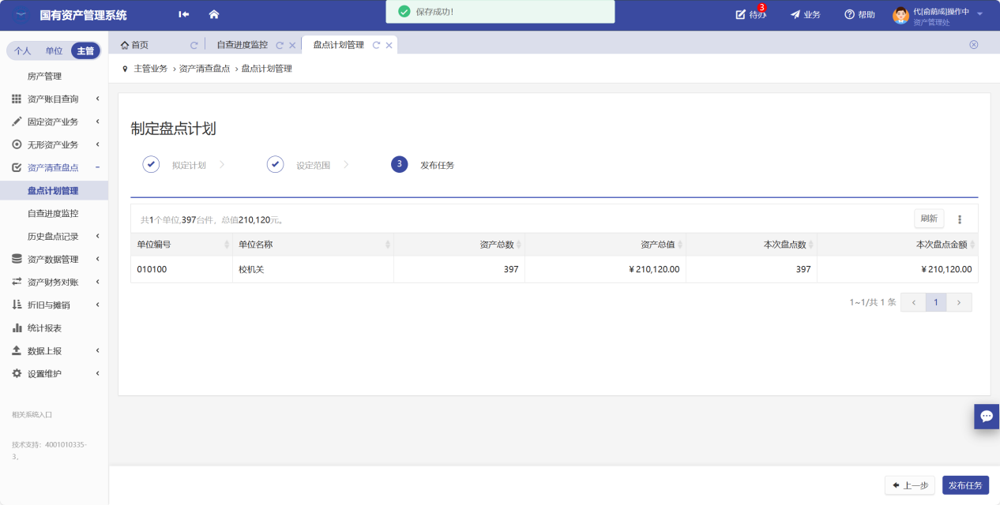 国有资产管理系统
保存成功！
待办
3
业务
帮助
代[俞荫成]操作中
资产管理处
个人
单位
主管
首页
自查进度监控
盘点计划管理
主管业务 › 资产清查盘点 › 盘点计划管理
房产管理
资产账目查询
固定资产业务
无形资产业务
资产清查盘点
盘点计划管理
自查进度监控
历史盘点记录
资产数据管理
资产财务对账
折旧与摊销
统计报表
数据上报
设置维护
相关系统入口
技术支持：4001010335-
3,
制定盘点计划
拟定计划
设定范围
3
发布任务
共1个单位,397台件，总值210,120元。
刷新
单位编号 单位名称 资产总数 资产总值 本次盘点数 本次盘点金额
010100 校机关 397 ¥210,120.00 397 ¥210,120.00
1~1/共 1 条 ‹ 1 ›
上一步
发布任务